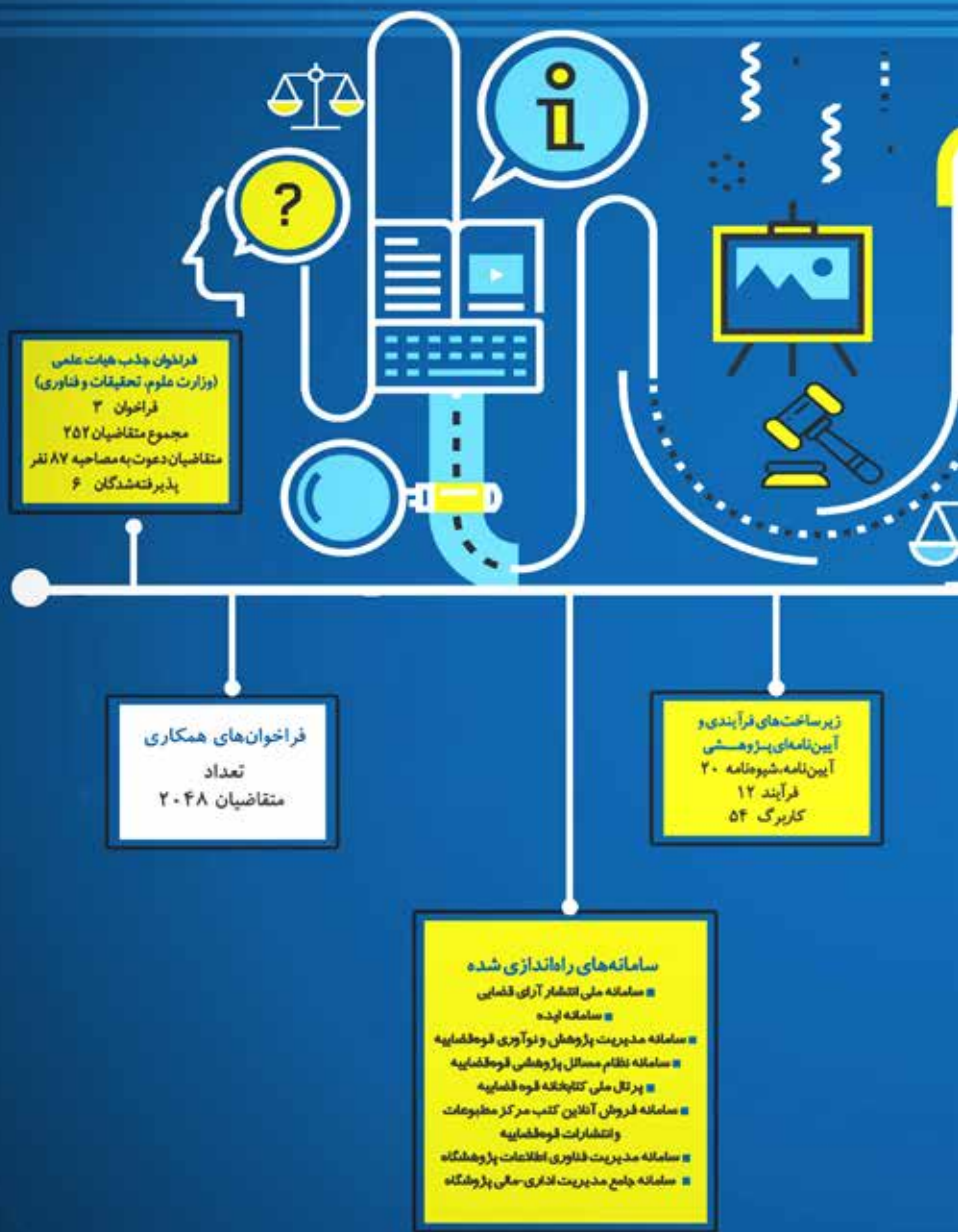 فراخوان جذب هیات علمی
(وزارت علوم، تحقیقات و فناوری)
فراخوان ۳
مجموع متقاضیان ۲۵۲
متقاضیان دعوت به مصاحبه ۸۷ نفر
پذیرفته‌شدگان ۶
فراخوان‌های همکاری
تعداد
متقاضیان ۲۰۴۸
زیرساخت‌های فرآیندی و
آیین‌نامه‌ای پژوهشی
آیین‌نامه، شیوه‌نامه ۲۰
فرآیند ۱۲
کاربرگ ۵۴
سامانه‌های راه‌اندازی شده
سامانه ملی انتشار آرای قضایی
سامانه ایده
سامانه مدیریت پژوهش و نوآوری قوه‌قضاییه
سامانه نظام مسائل پژوهشی قوه‌قضاییه
پرتال ملی کتابخانه قوه قضاییه
سامانه فروش آنلاین کتب مرکز مطبوعات
و انتشارات قوه‌قضاییه
سامانه مدیریت فناوری اطلاعات پژوهشگاه
سامانه جامع مدیریت اداری-مالی پژوشگاه